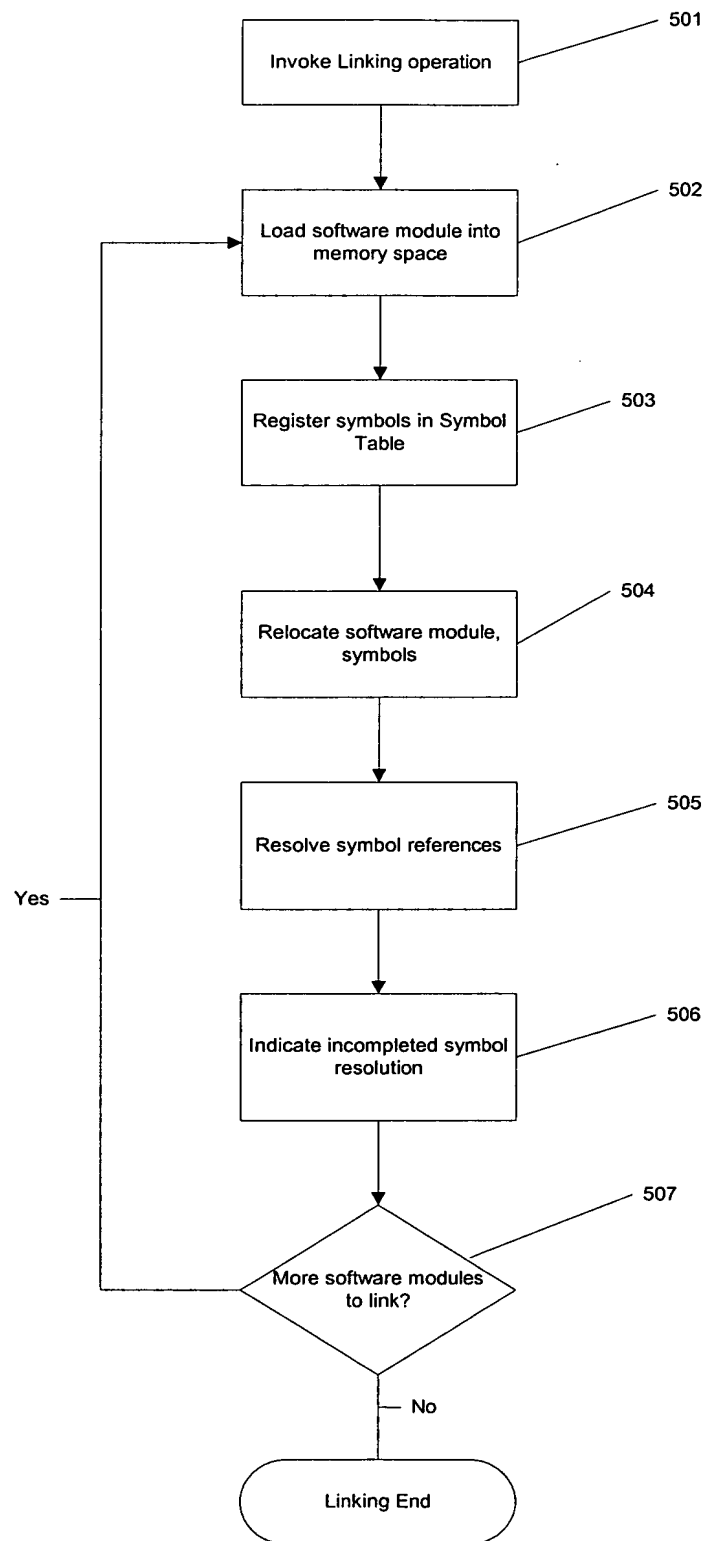 501
Invoke Linking operation
502
Load software module into
memory space
503
Register symbols in Symbol
Table
504
Relocate software module,
symbols
505
Resolve symbol references
Yes
506
Indicate incompleted symbol
resolution
507
More software modules
to link?
No
Linking End